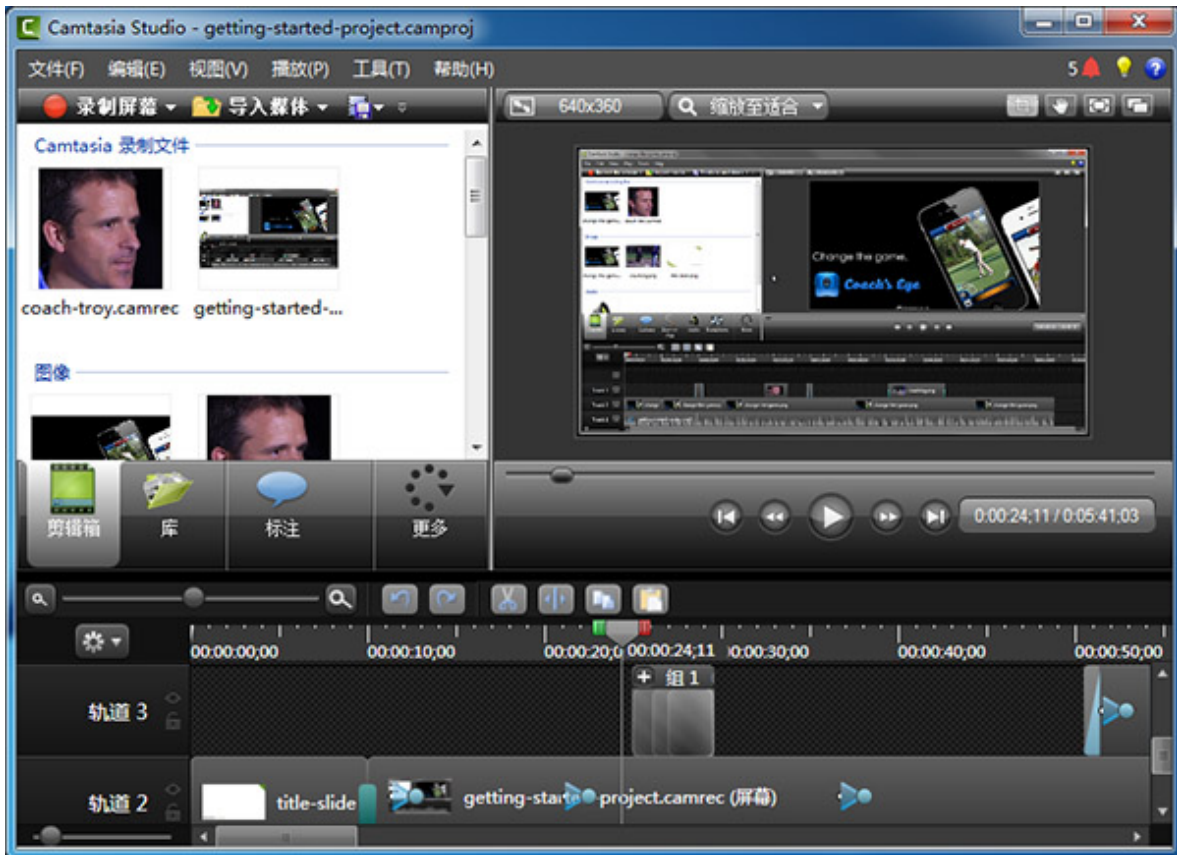 Camtasia Studio - getting-started-project.camproj
文件(F) 编辑(E) 视图(V) 播放(P) 工具(T) 帮助(H) 5
录制屏幕 导入媒体
640x360 缩放至适合
Camtasia 录制文件
coach-troy.camrec getting-started-...
图像
Change the game.
Coach's Eye
剪辑箱 库 标注 更多
0:00:24;11 / 0:05:41;03
00:00:00;00 00:00:10;00 00:00:20;0 00:00:24;11 :0:00:30;00 00:00:40;00 00:00:50;00
组 1
轨道 3
轨道 2 title-slide getting-started-project.camrec (屏幕)